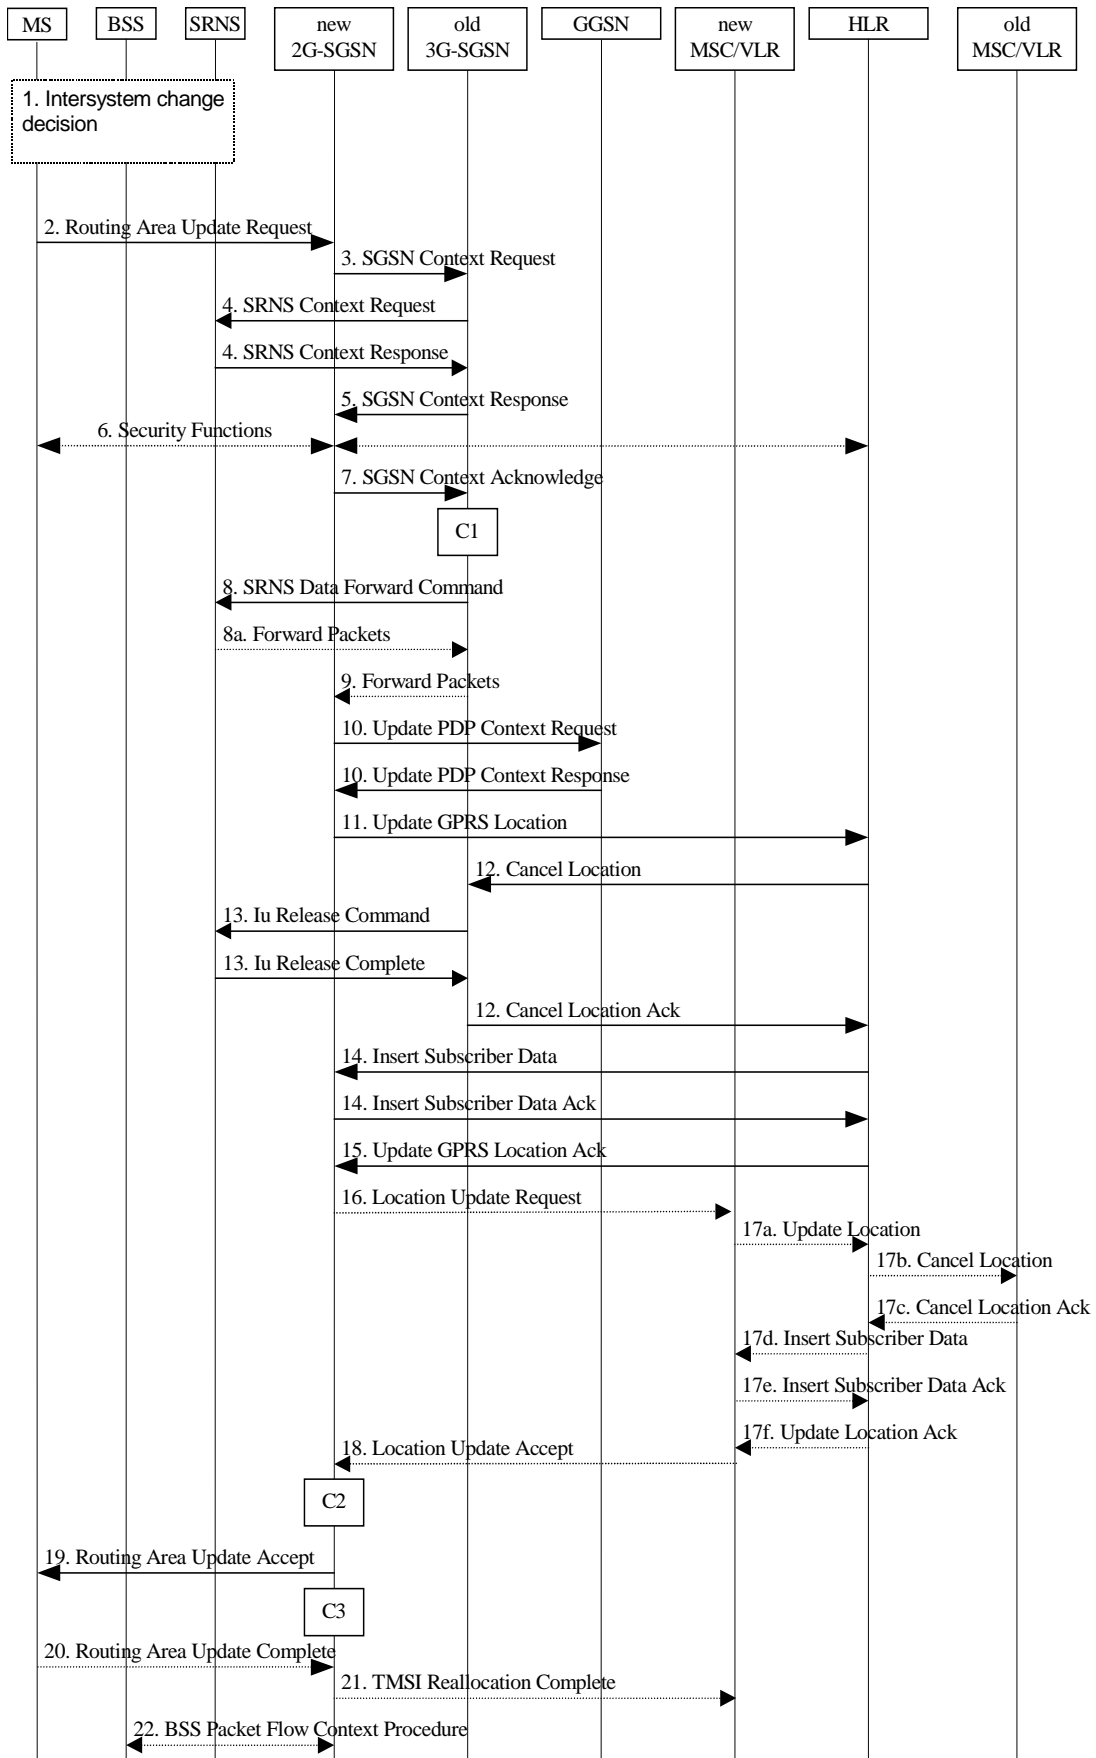 MS
BSS
SRNS
new
2G-SGSN
old
3G-SGSN
GGSN
new
MSC/VLR
HLR
old
MSC/VLR
1. Intersystem change
decision
2. Routing Area Update Request
3. SGSN Context Request
4. SRNS Context Request
4. SRNS Context Response
5. SGSN Context Response
6. Security Functions
7. SGSN Context Acknowledge
C1
8. SRNS Data Forward Command
8a. Forward Packets
9. Forward Packets
10. Update PDP Context Request
10. Update PDP Context Response
11. Update GPRS Location
12. Cancel Location
13. Iu Release Command
13. Iu Release Complete
12. Cancel Location Ack
14. Insert Subscriber Data
14. Insert Subscriber Data Ack
15. Update GPRS Location Ack
16. Location Update Request
17a. Update Location
17b. Cancel Location
17c. Cancel Location Ack
17d. Insert Subscriber Data
17e. Insert Subscriber Data Ack
17f. Update Location Ack
18. Location Update Accept
C2
19. Routing Area Update Accept
C3
20. Routing Area Update Complete
21. TMSI Reallocation Complete
22. BSS Packet Flow Context Procedure